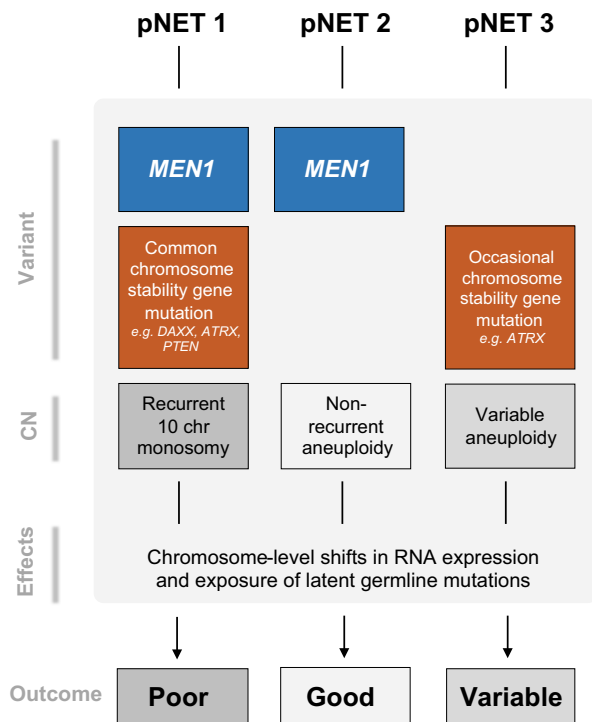 pNET 1 pNET 2 pNET 3
Variant
MEN1 MEN1
Common
chromosome
stability gene
mutation
e.g. DAXX, ATRX,
PTEN
Occasional
chromosome
stability gene
mutation
e.g. ATRX
CN
Recurrent
10 chr
monosomy
Non-
recurrent
aneuploidy
Variable
aneuploidy
Effects
Chromosome-level shifts in RNA expression
and exposure of latent germline mutations
Outcome Poor Good Variable